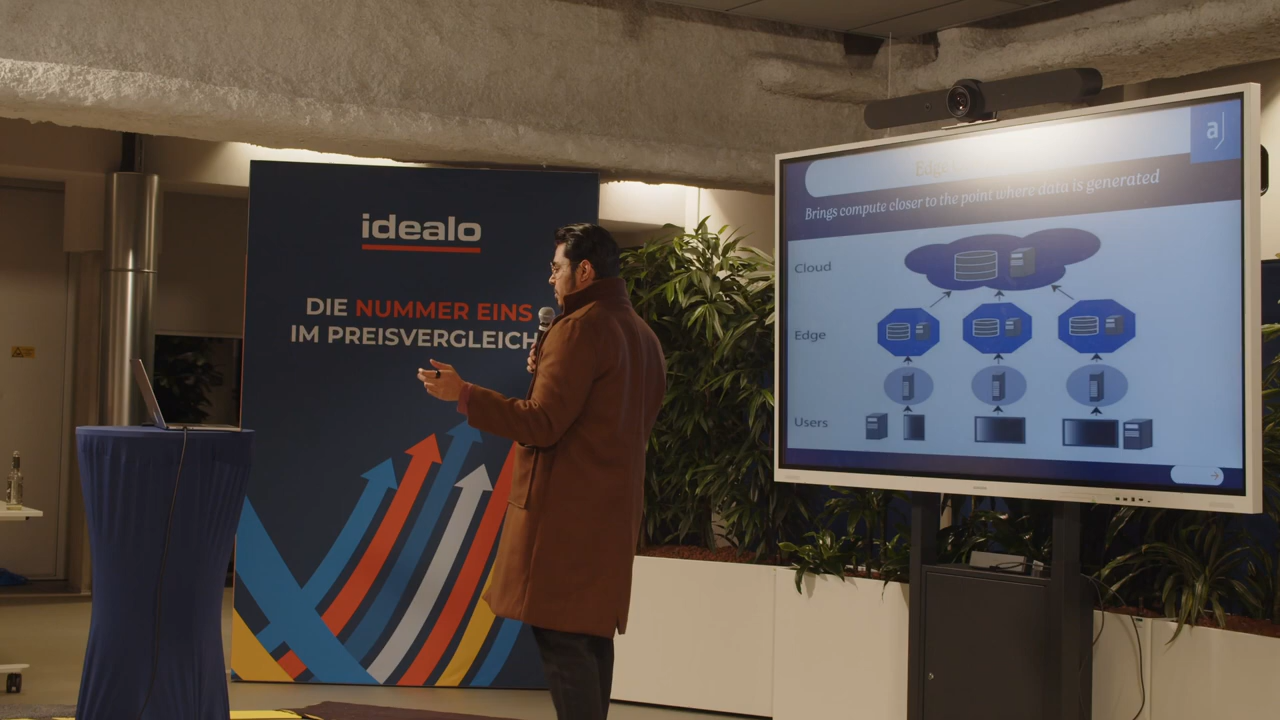 idealo
DIE NUMMER EINS
IM PREISVERGLEICH
a
Edge
Brings compute closer to the point where data is generated
Cloud
Edge
Users